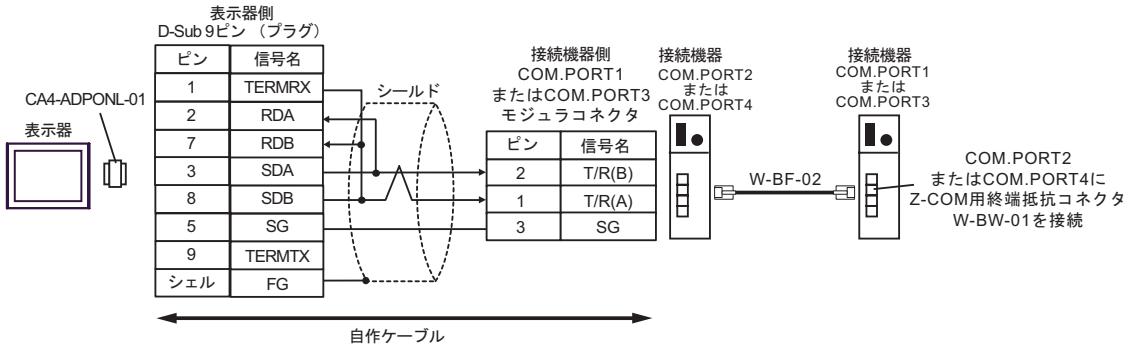 表示器側
D-Sub 9ピン （プラグ）
CA4-ADPONL-01
表示器
ピン 信号名
1 TERMRX
2 RDA
7 RDB
3 SDA
8 SDB
5 SG
9 TERMTX
シェル FG
シールド
接続機器側
COM.PORT1
またはCOM.PORT3
モジュラコネクタ
ピン 信号名
2 T/R(B)
1 T/R(A)
3 SG
自作ケーブル
接続機器
COM.PORT2
または
COM.PORT4
W-BF-02
接続機器
COM.PORT1
または
COM.PORT3
COM.PORT2
またはCOM.PORT4に
Z-COM用終端抵抗コネクタ
W-BW-01を接続